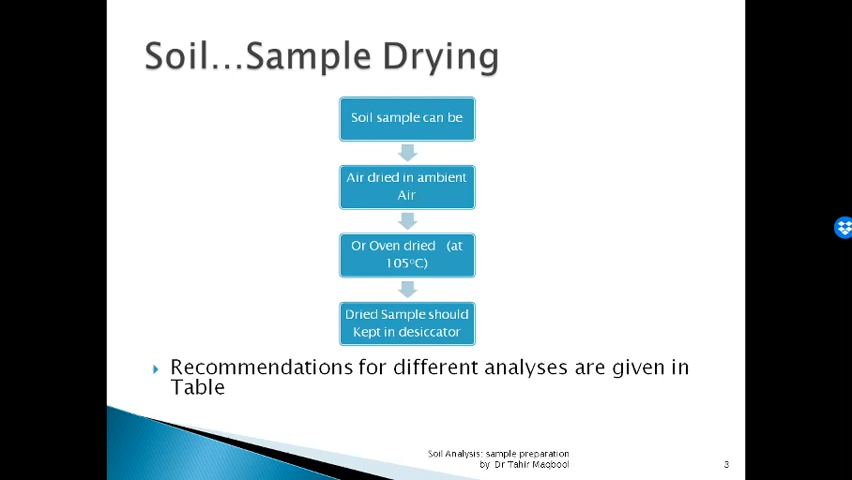 Soil...Sample Drying
Soil sample can be
Air dried in ambient
Air
Or Oven dried (at
105°C)
Dried Sample should
Kept in desiccator
Recommendations for different analyses are given in
Table
Soil Analysis: sample preparation
by Dr Tahir Maqbool
3